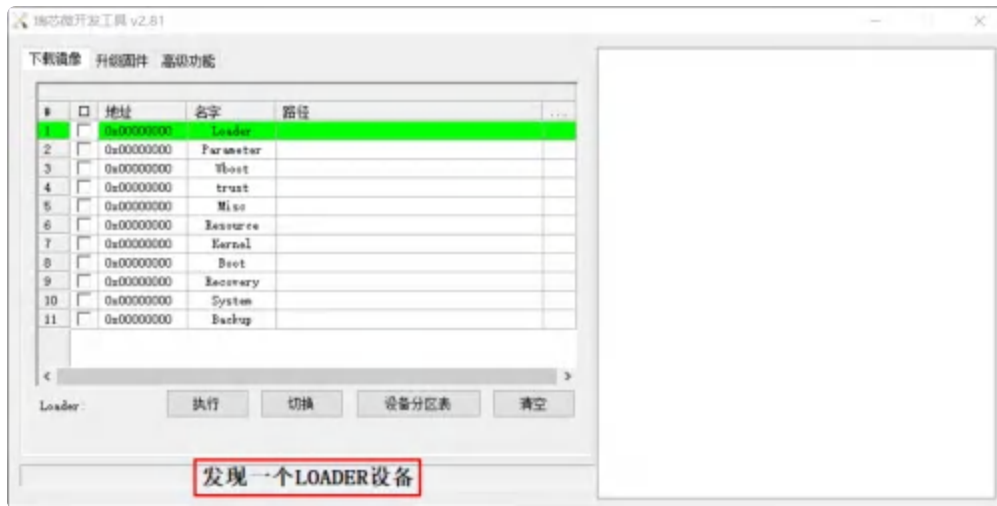 瑞芯微开发工具 v2.81
下载镜像 升级固件 高级功能
# 地址 名字 路径 ...
1 0x00000000 Loader
2 0x00000000 Parameter
3 0x00000000 Uboot
4 0x00000000 trust
5 0x00000000 Misc
6 0x00000000 Resource
7 0x00000000 Kernel
8 0x00000000 Boot
9 0x00000000 Recovery
10 0x00000000 System
11 0x00000000 Backup
Loader: 执行 切换 设备分区表 清空
发现一个LOADER设备